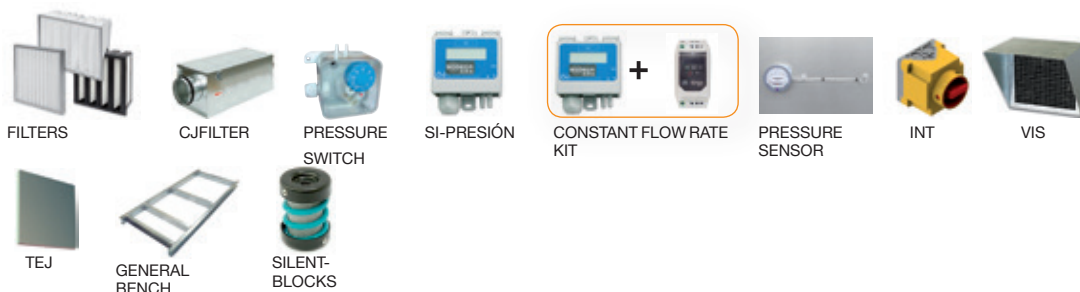 FILTERS
CJFILTER
PRESSURE
SWITCH
SI-PRESIÓN
CONSTANT FLOW RATE
KIT
PRESSURE
SENSOR
INT
VIS
TEJ
GENERAL
BENCH
SILENT-
BLOCKS